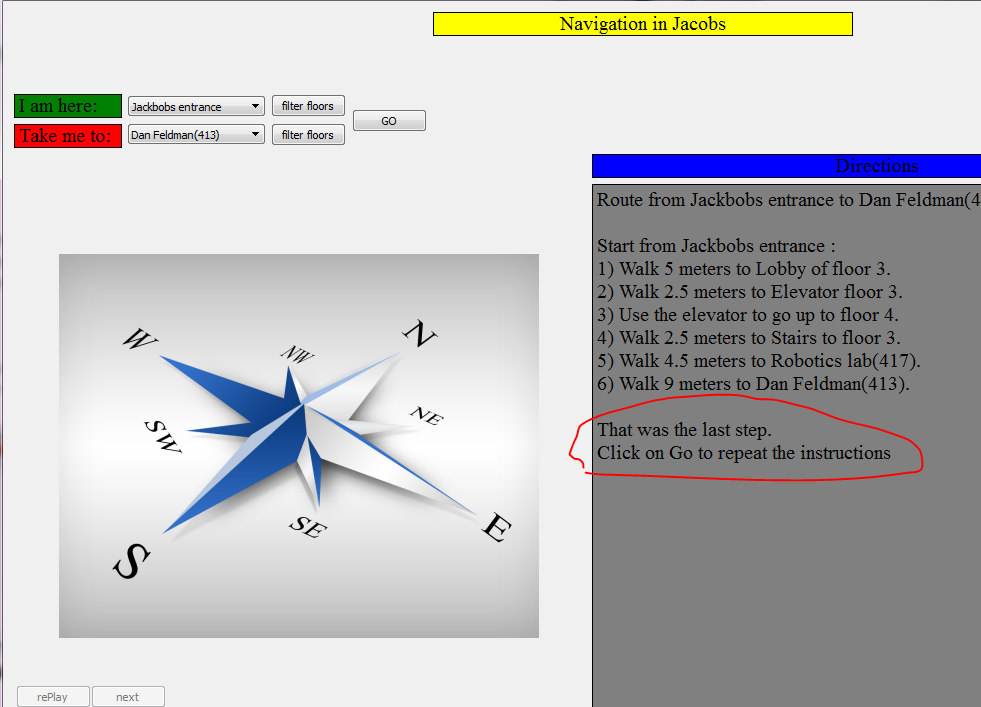 Navigation in Jacobs
I am here:
Jackbobs entrance
filter floors
GO
Take me to:
Dan Feldman(413)
filter floors
Directions
Route from Jackbobs entrance to Dan Feldman(4
Start from Jackbobs entrance :
1) Walk 5 meters to Lobby of floor 3.
2) Walk 2.5 meters to Elevator floor 3.
3) Use the elevator to go up to floor 4.
4) Walk 2.5 meters to Stairs to floor 3.
5) Walk 4.5 meters to Robotics lab(417).
6) Walk 9 meters to Dan Feldman(413).
That was the last step.
Click on Go to repeat the instructions
W
N
NW
NE
SW
SE
E
S
rePlay
next